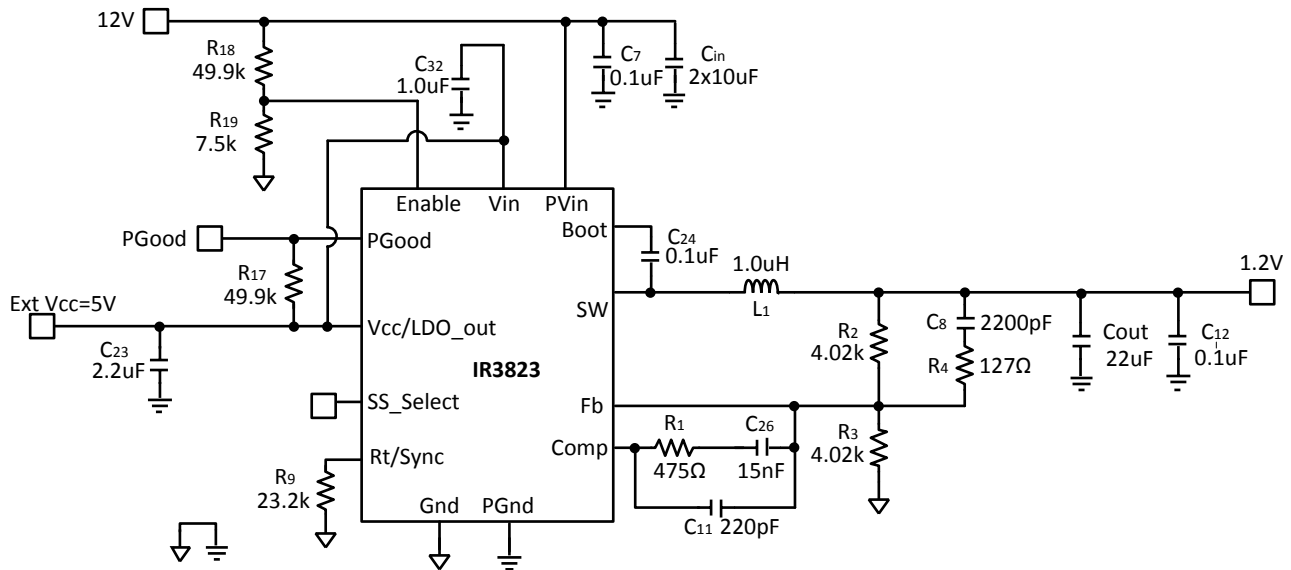 12V
R18
49.9k
R19
7.5k
C32
1.0uF
C7
0.1uF
Cin
2x10uF
Enable
Vin
PVin
Boot
PGood
PGood
C24
0.1uF
R17
49.9k
1.0uH
L1
1.2V
SW
Ext Vcc=5V
Vcc/LDO_out
C23
2.2uF
IR3823
R2
4.02k
C8
2200pF
R4
127Ω
Cout
22uF
C12
0.1uF
SS_Select
Fb
Comp
R1
475Ω
C26
15nF
R3
4.02k
Rt/Sync
R9
23.2k
Gnd
PGnd
C11 220pF